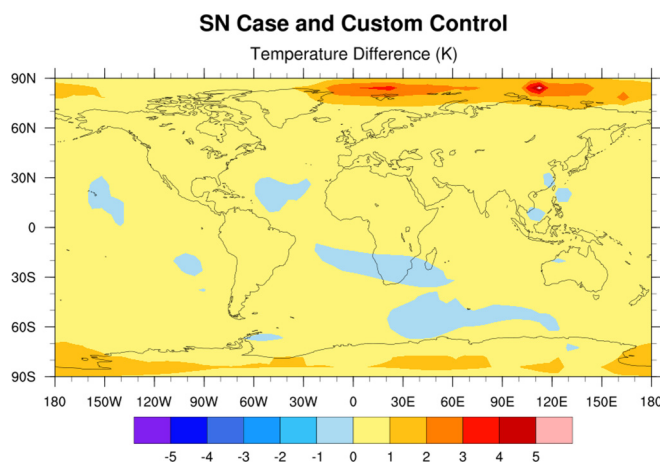 SN Case and Custom Control
Temperature Difference (K)
90N
60N
30N
0
30S
60S
90S
180 150W 120W 90W 60W 30W 0 30E 60E 90E 120E 150E 180
-5 -4 -3 -2 -1 0 1 2 3 4 5